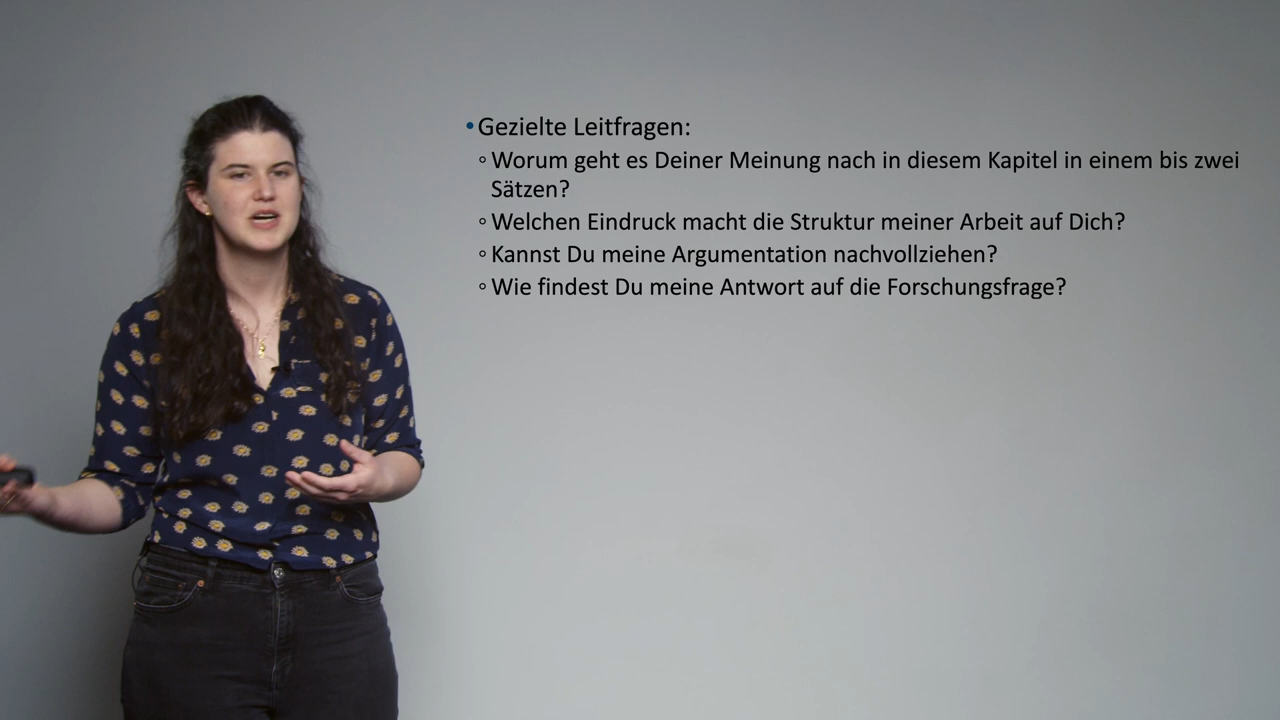 •Gezielte Leitfragen:
◦Worum geht es Deiner Meinung nach in diesem Kapitel in einem bis zwei
Sätzen?
◦Welchen Eindruck macht die Struktur meiner Arbeit auf Dich?
◦Kannst Du meine Argumentation nachvollziehen?
◦Wie findest Du meine Antwort auf die Forschungsfrage?